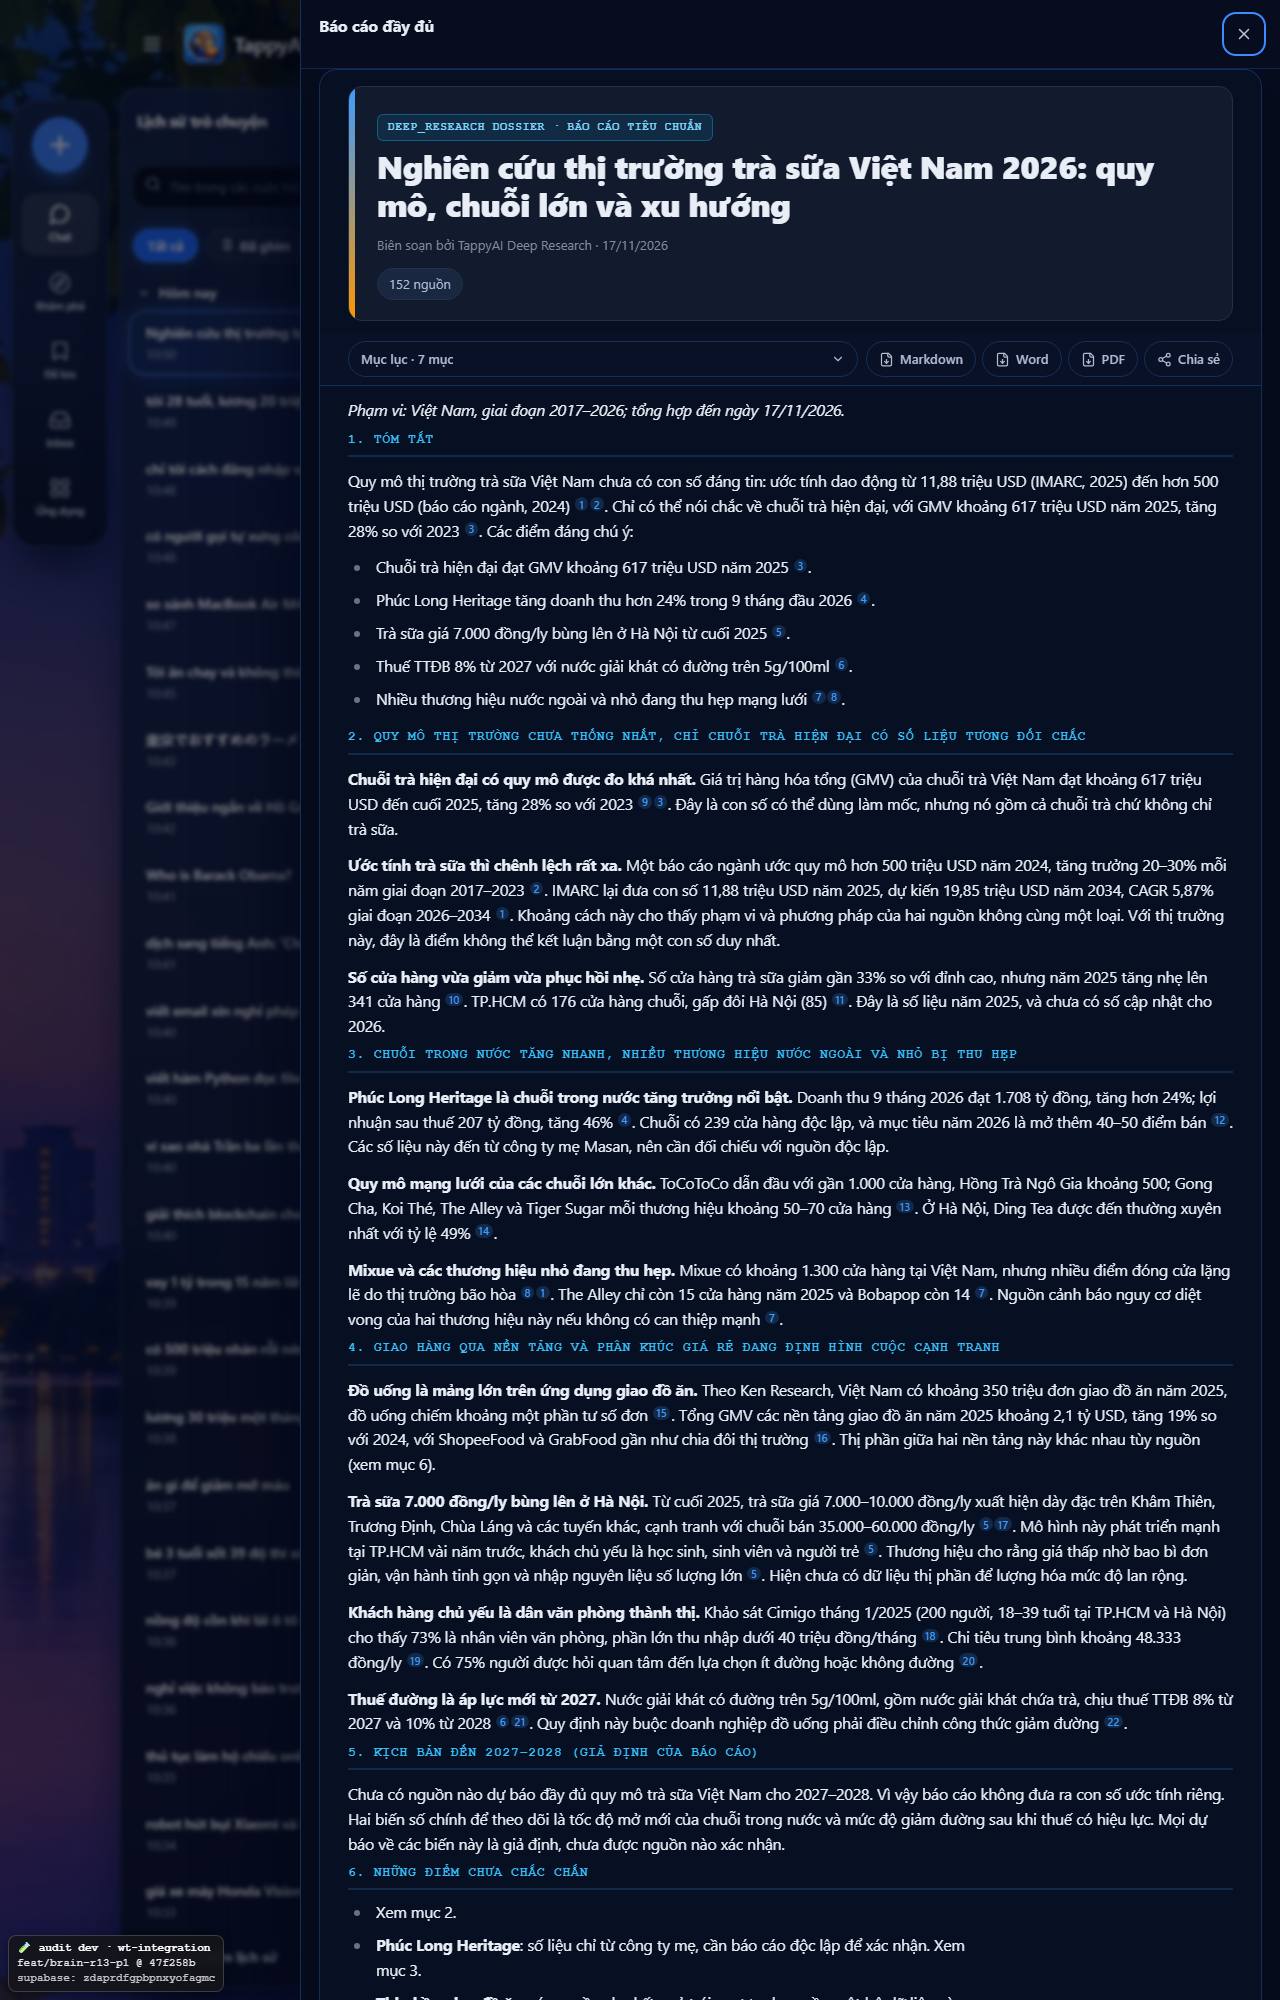 Báo cáo đầy đủ
TappyA
Lịch sử trò chuyện
DEEP_RESEARCH DOSSIER · BÁO CÁO TIÊU CHUẨN
Nghiên cứu thị trường trà sữa Việt Nam 2026: quy
mô, chuỗi lớn và xu hướng
Biên soạn bởi TappyAI Deep Research · 17/11/2026
152 nguồn
Mục lục · 7 mục
Markdown
Word
PDF
Chia sẻ
Phạm vi: Việt Nam, giai đoạn 2017–2026; tổng hợp đến ngày 17/11/2026.
1. TÓM TẮT
Quy mô thị trường trà sữa Việt Nam chưa có con số đáng tin: ước tính dao động từ 11,88 triệu USD (IMARC, 2025) đến hơn 500
triệu USD (báo cáo ngành, 2024) 1 2. Chỉ có thể nói chắc về chuỗi trà hiện đại, với GMV khoảng 617 triệu USD năm 2025, tăng
28% so với 2023 3. Các điểm đáng chú ý:
Chuỗi trà hiện đại đạt GMV khoảng 617 triệu USD năm 2025 3.
Phúc Long Heritage tăng doanh thu hơn 24% trong 9 tháng đầu 2026 4.
Trà sữa giá 7.000 đồng/ly bùng lên ở Hà Nội từ cuối 2025 5.
Thuế TTĐB 8% từ 2027 với nước giải khát có đường trên 5g/100ml 6.
Nhiều thương hiệu nước ngoài và nhỏ đang thu hẹp mạng lưới 7 8.
2. QUY MÔ THỊ TRƯỜNG CHƯA THỐNG NHẤT, CHỈ CHUỖI TRÀ HIỆN ĐẠI CÓ SỐ LIỆU TƯƠNG ĐỐI CHẮC
Chuỗi trà hiện đại có quy mô được đo khá nhất. Giá trị hàng hóa tổng (GMV) của chuỗi trà Việt Nam đạt khoảng 617 triệu
USD đến cuối 2025, tăng 28% so với 2023 9 3. Đây là con số có thể dùng làm mốc, nhưng nó gồm cả chuỗi trà chứ không chỉ
trà sữa.
Ước tính trà sữa thì chênh lệch rất xa. Một báo cáo ngành ước quy mô hơn 500 triệu USD năm 2024, tăng trưởng 20–30% mỗi
năm giai đoạn 2017–2023 2. IMARC lại đưa con số 11,88 triệu USD năm 2025, dự kiến 19,85 triệu USD năm 2034, CAGR 5,87%
giai đoạn 2026–2034 1. Khoảng cách này cho thấy phạm vi và phương pháp của hai nguồn không cùng một loại. Với thị trường
này, đây là điểm không thể kết luận bằng một con số duy nhất.
Số cửa hàng vừa giảm vừa phục hồi nhẹ. Số cửa hàng trà sữa giảm gần 33% so với đỉnh cao, nhưng năm 2025 tăng nhẹ lên
341 cửa hàng 10. TP.HCM có 176 cửa hàng chuỗi, gấp đôi Hà Nội (85) 11. Đây là số liệu năm 2025, và chưa có số cập nhật cho
2026.
3. CHUỖI TRONG NƯỚC TĂNG NHANH, NHIỀU THƯƠNG HIỆU NƯỚC NGOÀI VÀ NHỎ BỊ THU HẸP
Phúc Long Heritage là chuỗi trong nước tăng trưởng nổi bật. Doanh thu 9 tháng 2026 đạt 1.708 tỷ đồng, tăng hơn 24%; lợi
nhuận sau thuế 207 tỷ đồng, tăng 46% 4. Chuỗi có 239 cửa hàng độc lập, và mục tiêu năm 2026 là mở thêm 40–50 điểm bán 12.
Các số liệu này đến từ công ty mẹ Masan, nên cần đối chiếu với nguồn độc lập.
Quy mô mạng lưới của các chuỗi lớn khác. ToCoToCo dẫn đầu với gần 1.000 cửa hàng, Hồng Trà Ngô Gia khoảng 500; Gong
Cha, Koi Thé, The Alley và Tiger Sugar mỗi thương hiệu khoảng 50–70 cửa hàng 13. Ở Hà Nội, Ding Tea được đến thường xuyên
nhất với tỷ lệ 49% 14.
Mixue và các thương hiệu nhỏ đang thu hẹp. Mixue có khoảng 1.300 cửa hàng tại Việt Nam, nhưng nhiều điểm đóng cửa lặng
lẽ do thị trường bão hòa 8 1. The Alley chỉ còn 15 cửa hàng năm 2025 và Bobapop còn 14 7. Nguồn cảnh báo nguy cơ diệt
vong của hai thương hiệu này nếu không có can thiệp mạnh 7.
4. GIAO HÀNG QUA NỀN TẢNG VÀ PHÂN KHÚC GIÁ RẺ ĐANG ĐỊNH HÌNH CUỘC CẠNH TRANH
Đồ uống là mảng lớn trên ứng dụng giao đồ ăn. Theo Ken Research, Việt Nam có khoảng 350 triệu đơn giao đồ ăn năm 2025,
đồ uống chiếm khoảng một phần tư số đơn 15. Tổng GMV các nền tảng giao đồ ăn năm 2025 khoảng 2,1 tỷ USD, tăng 19% so
với 2024, với ShopeeFood và GrabFood gần như chia đôi thị trường 16. Thị phần giữa hai nền tảng này khác nhau tùy nguồn
(xem mục 6).
Trà sữa 7.000 đồng/ly bùng lên ở Hà Nội. Từ cuối 2025, trà sữa giá 7.000–10.000 đồng/ly xuất hiện dày đặc trên Khâm Thiên,
Trương Định, Chùa Láng và các tuyến khác, cạnh tranh với chuỗi bán 35.000–60.000 đồng/ly 5 17. Mô hình này phát triển mạnh
tại TP.HCM vài năm trước, khách chủ yếu là học sinh, sinh viên và người trẻ 5. Thương hiệu cho rằng giá thấp nhờ bao bì đơn
giản, vận hành tinh gọn và nhập nguyên liệu số lượng lớn 5. Hiện chưa có dữ liệu thị phần để lượng hóa mức độ lan rộng.
Khách hàng chủ yếu là dân văn phòng thành thị. Khảo sát Cimigo tháng 1/2025 (200 người, 18–39 tuổi tại TP.HCM và Hà Nội)
cho thấy 73% là nhân viên văn phòng, phần lớn thu nhập dưới 40 triệu đồng/tháng 18. Chi tiêu trung bình khoảng 48.333
đồng/ly 19. Có 75% người được hỏi quan tâm đến lựa chọn ít đường hoặc không đường 20.
Thuế đường là áp lực mới từ 2027. Nước giải khát có đường trên 5g/100ml, gồm nước giải khát chứa trà, chịu thuế TTĐB 8% từ
2027 và 10% từ 2028 6 21. Quy định này buộc doanh nghiệp đồ uống phải điều chỉnh công thức giảm đường 22.
5. KỊCH BẢN ĐẾN 2027–2028 (GIẢ ĐỊNH CỦA BÁO CÁO)
Chưa có nguồn nào dự báo đầy đủ quy mô trà sữa Việt Nam cho 2027–2028. Vì vậy báo cáo không đưa ra con số ước tính riêng.
Hai biến số chính để theo dõi là tốc độ mở mới của chuỗi trong nước và mức độ giảm đường sau khi thuế có hiệu lực. Mọi dự
báo về các biến này là giả định, chưa được nguồn nào xác nhận.
6. NHỮNG ĐIỂM CHƯA CHẮC CHẮN
Xem mục 2.
Phúc Long Heritage: số liệu chỉ từ công ty mẹ, cần báo cáo độc lập để xác nhận. Xem
mục 3.
audit dev · wt-integration
feat/brain-r13-p1 @ 47f258b
supabase: zdaprdfgpbpnxyofagmc